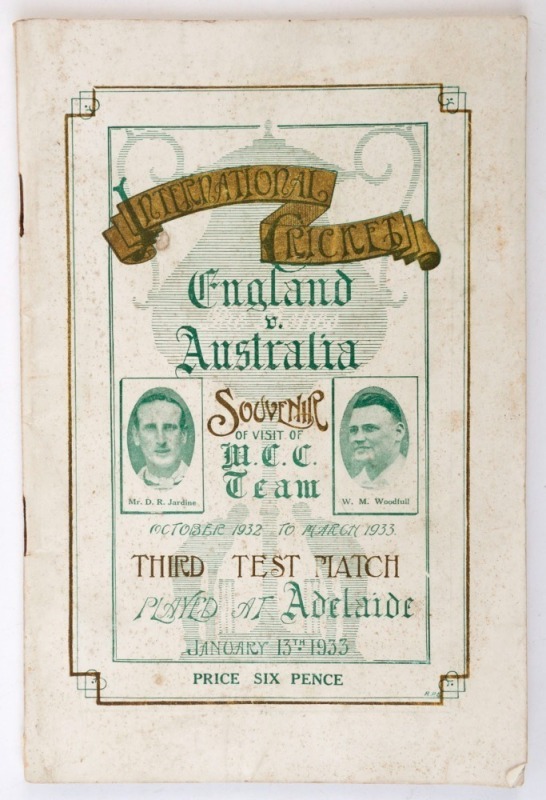 INTERNATIONAL
CRICKET
England
v.
Australia
SOUVENIR
OF VISIT OF
M.C.C.
Team
Mr. D. R. Jardine
W. M. Woodfull
OCTOBER 1932 TO MARCH 1933.
THIRD TEST MATCH
PLAYED AT Adelaide
JANUARY 13TH 1933
PRICE SIX PENCE